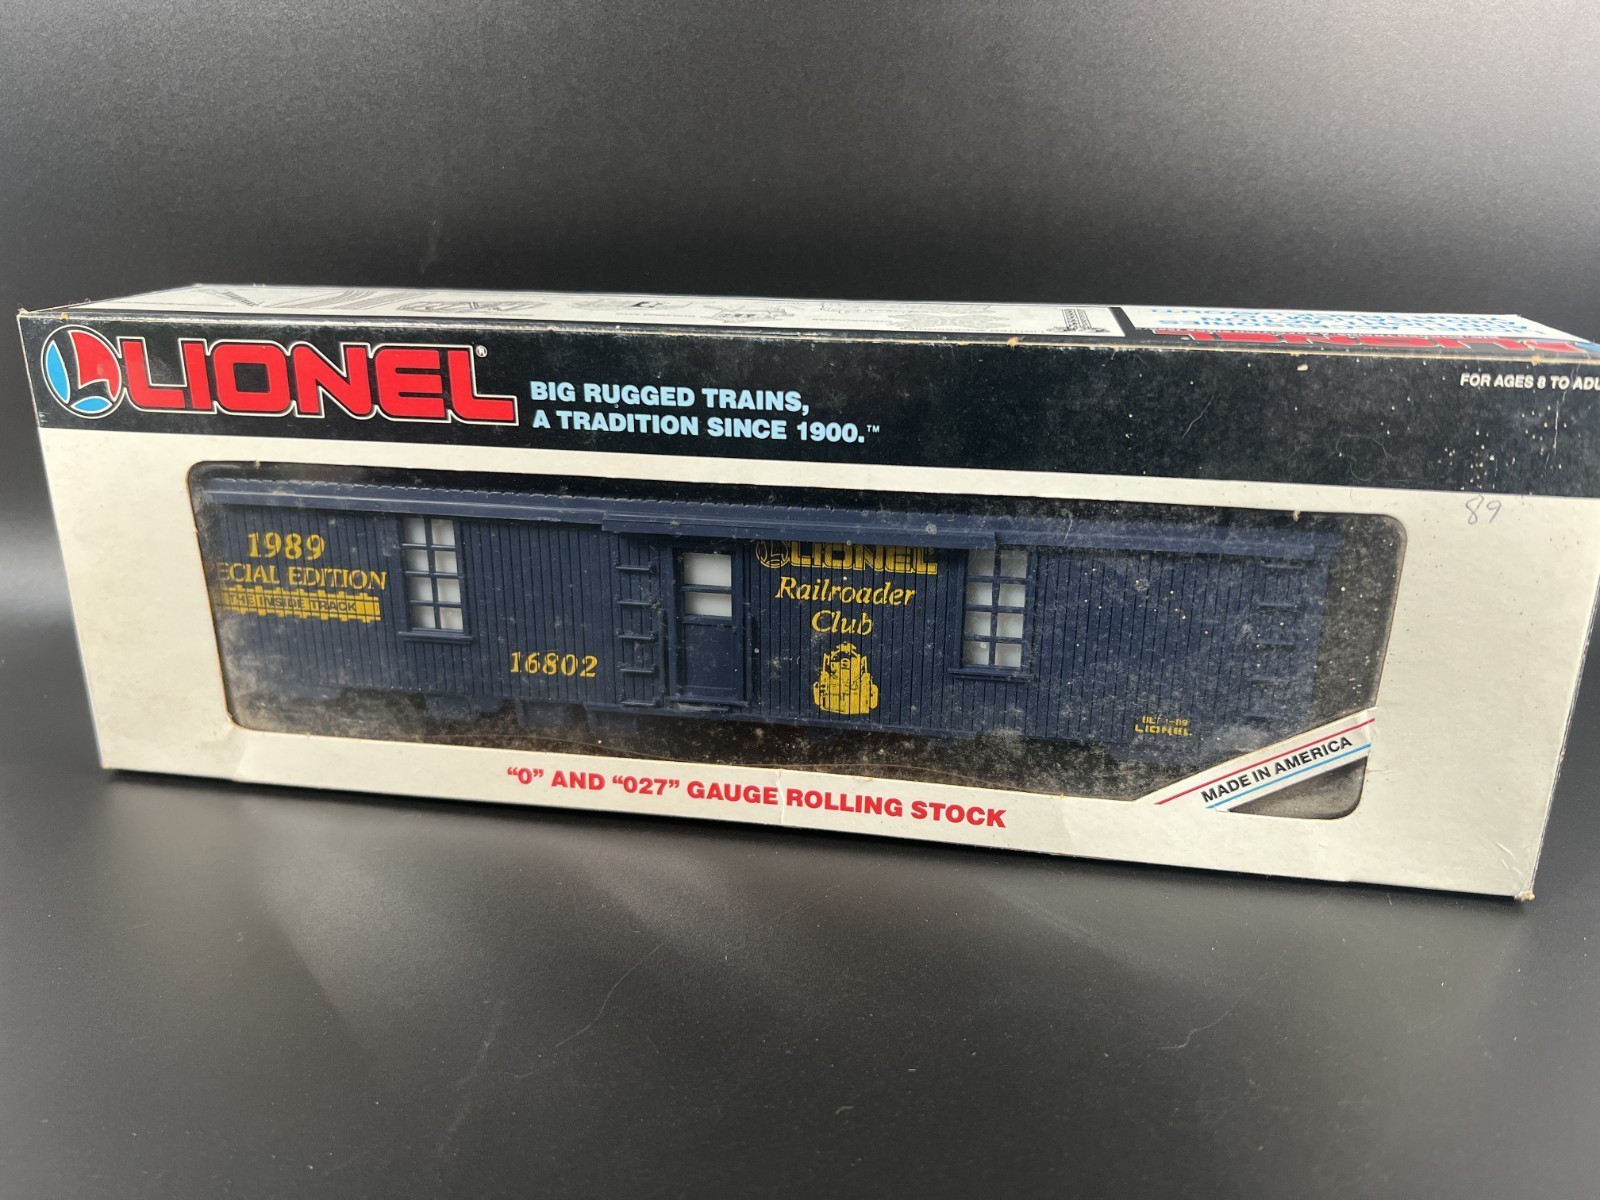 LIONEL®
BIG RUGGED TRAINS,
A TRADITION SINCE 1900.™
FOR AGES 8 TO ADU
89
1989
ECIAL EDITION
THE INSIDE TRACK
16802
LIONEL
Railroader
Club
-89
LIONEL
MADE IN AMERICA
"O" AND "027" GAUGE ROLLING STOCK